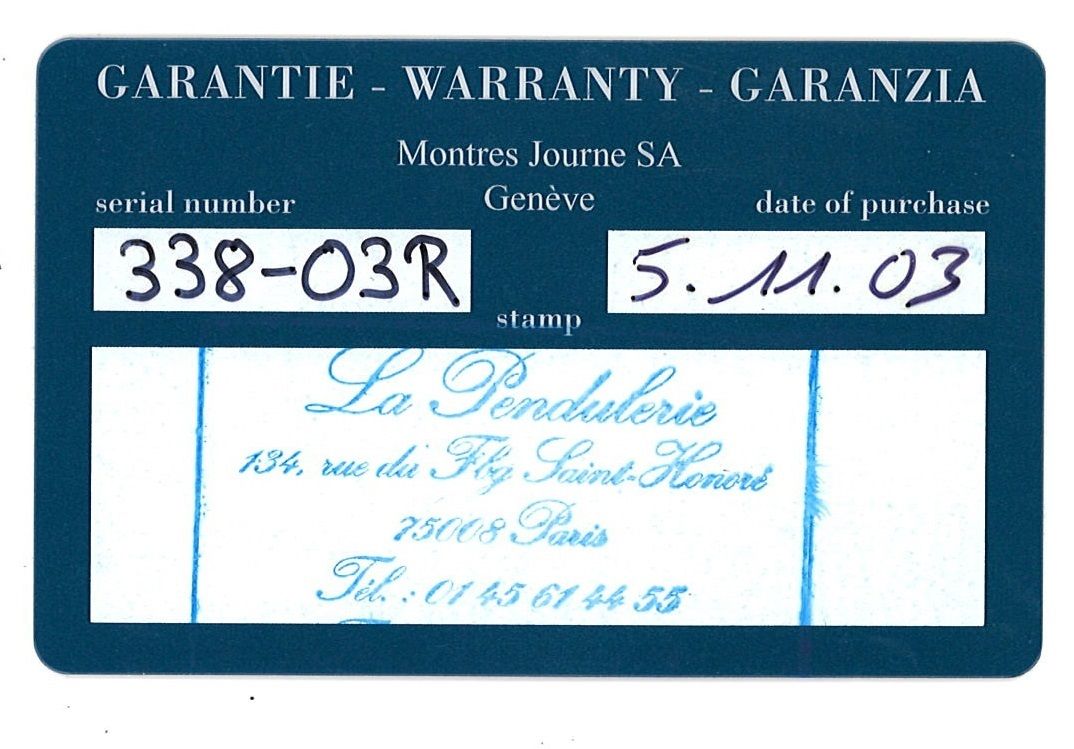 GARANTIE - WARRANTY - GARANZIA
Montres Journe SA
Genève
serial number
date of purchase
338-03R
5.11.03
stamp
La Pendulerie
134, rue du Fbg Saint-Honoré
75008 Paris
Tél. : 01 45 61 44 55